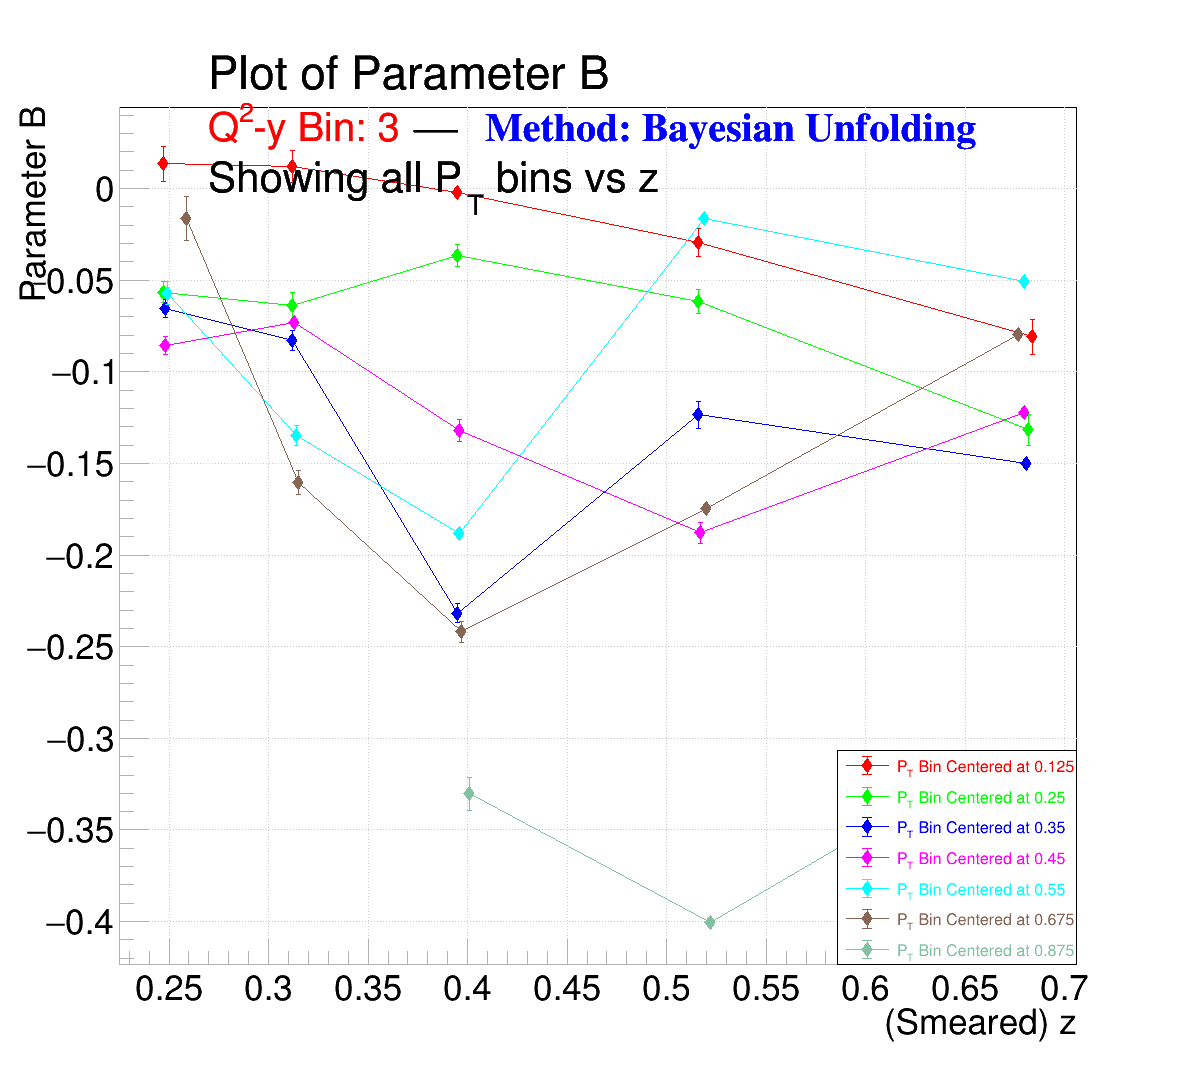 Plot of Parameter B
Q2-y Bin: 3 — Method: Bayesian Unfolding
Showing all PT bins vs z
Parameter B
0
−0.05
−0.1
−0.15
−0.2
−0.25
−0.3
−0.35
−0.4
PT Bin Centered at 0.125
PT Bin Centered at 0.25
PT Bin Centered at 0.35
PT Bin Centered at 0.45
PT Bin Centered at 0.55
PT Bin Centered at 0.675
PT Bin Centered at 0.875
0.25 0.3 0.35 0.4 0.45 0.5 0.55 0.6 0.65 0.7
(Smeared) z